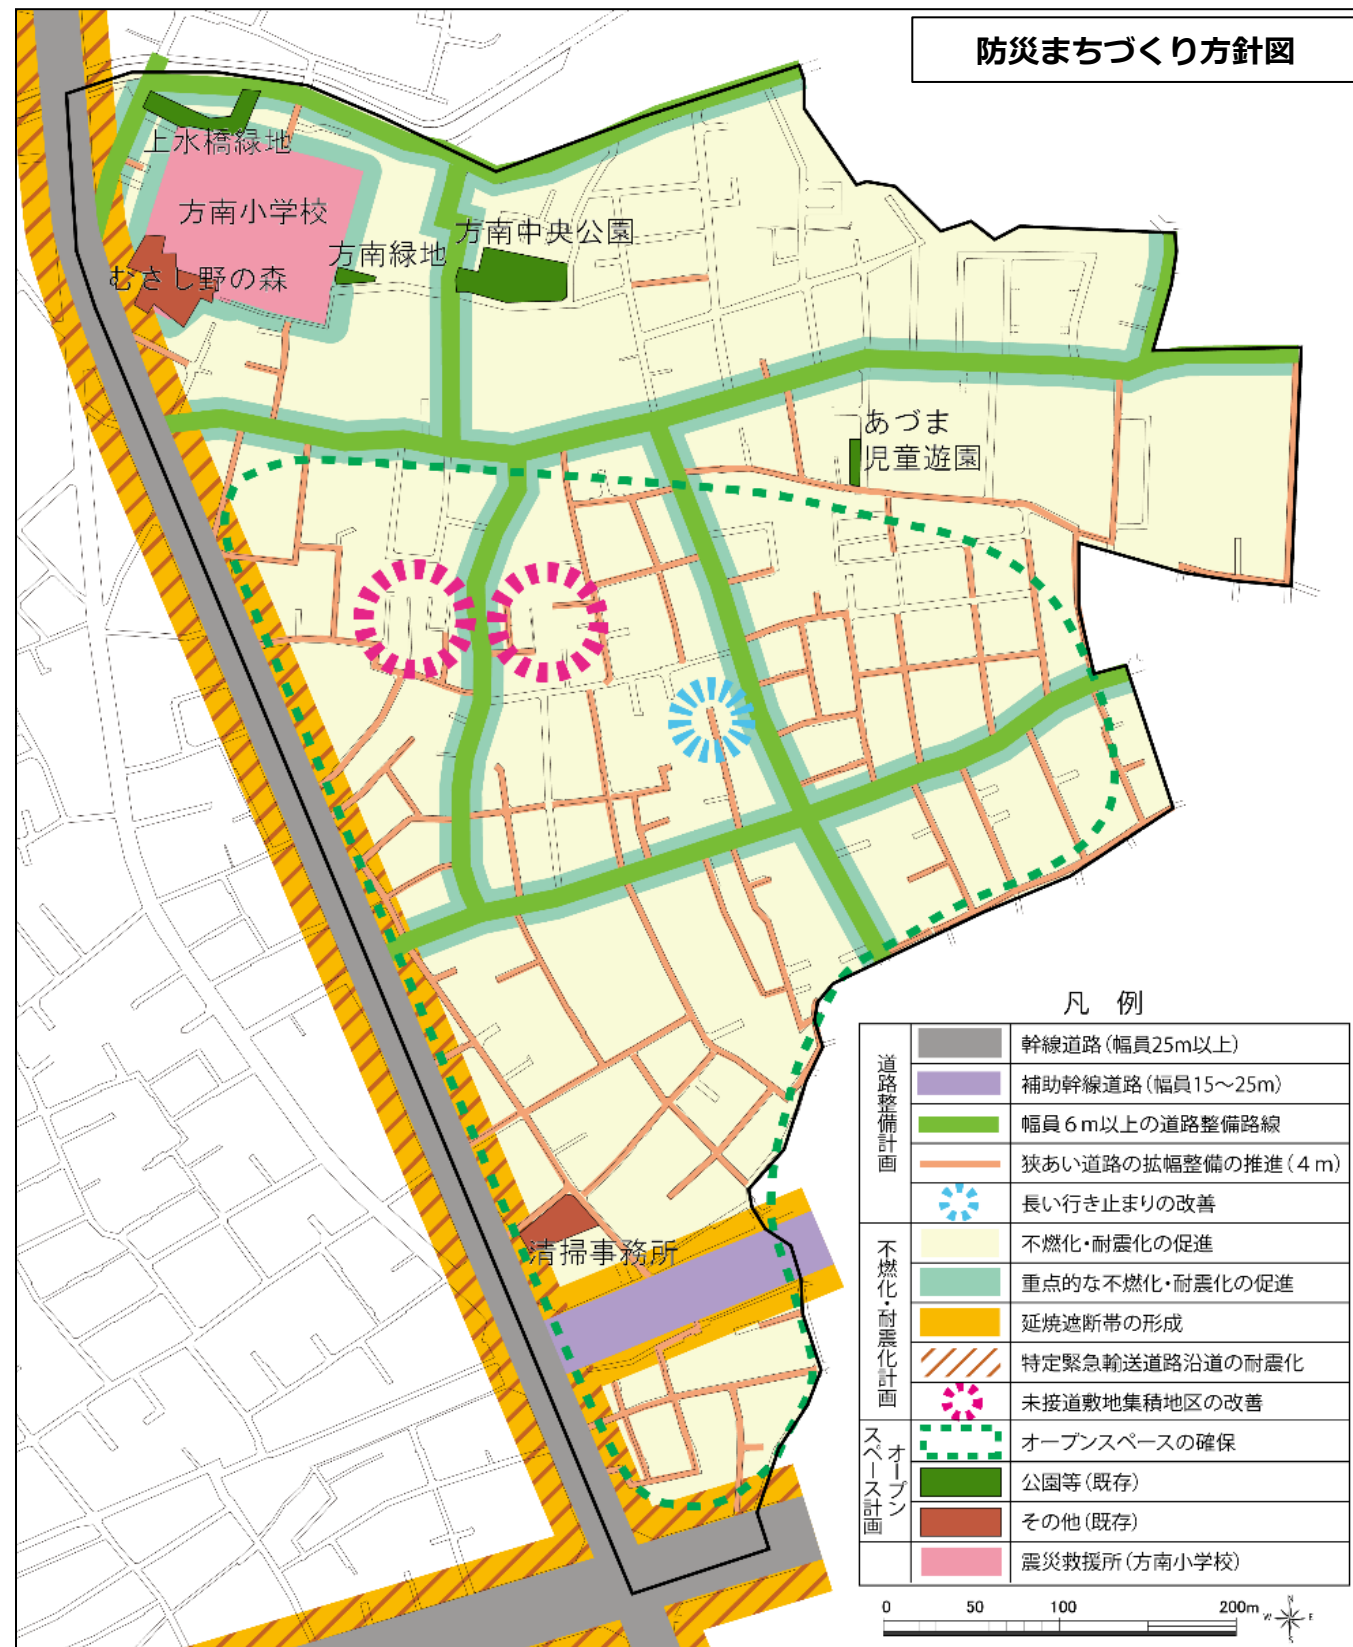 防災まちづくり方針図
上水橋緑地
方南小学校
方南中央公園
方南緑地
むさし野の森
あづま
児童遊園
清掃事務所
凡 例
道路整備計画
幹線道路(幅員25m以上)
補助幹線道路(幅員15〜25m)
幅員6m以上の道路整備路線
狭あい道路の拡幅整備の推進(4m)
長い行き止まりの改善
不燃化・耐震化計画
不燃化・耐震化の促進
重点的な不燃化・耐震化の促進
延焼遮断帯の形成
特定緊急輸送道路沿道の耐震化
未接道敷地集積地区の改善
オープン
スペース計画
オープンスペースの確保
公園等(既存)
その他(既存)
震災救援所(方南小学校)
0 50 100 200m
N
W E
S